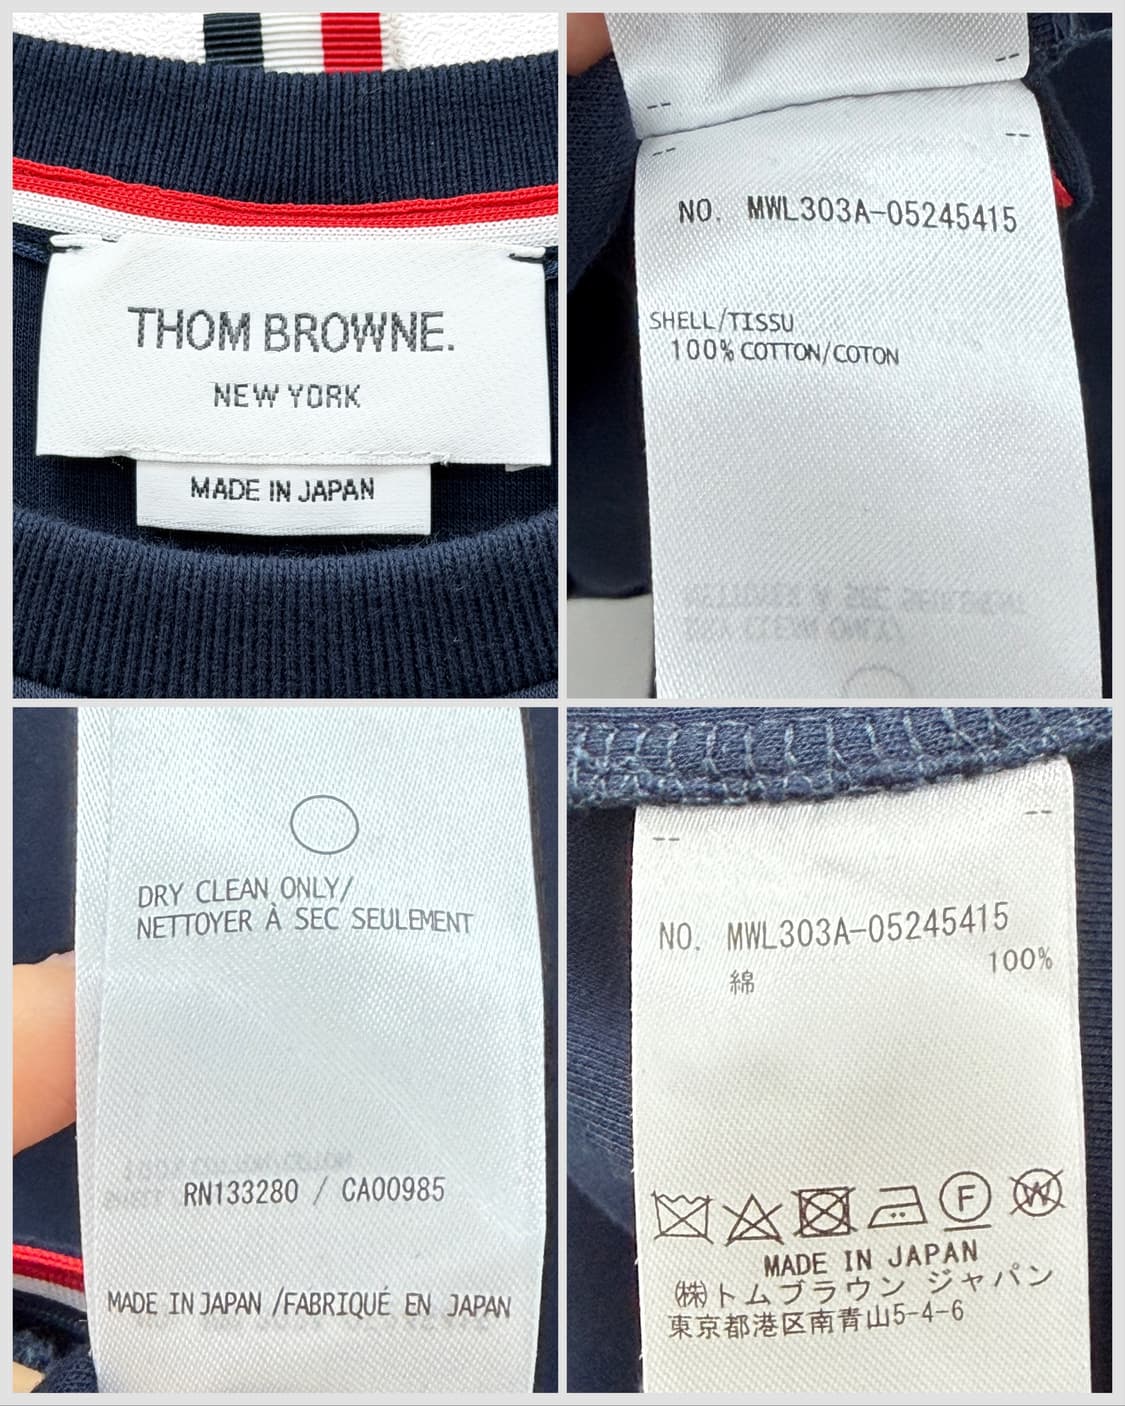 THOM BROWNE.
NEW YORK
MADE IN JAPAN
NO. MWL303A-05245415
SHELL/TISSU
100% COTTON/COTON
DRY CLEAN ONLY/
NETTOYER À SEC SEULEMENT
RN133280 / CA00985
MADE IN JAPAN /FABRIQUÉ EN JAPAN
NO. MWL303A-05245415
綿 100%
F
W
MADE IN JAPAN
㈱トムブラウン ジャパン
東京都港区南青山5-4-6